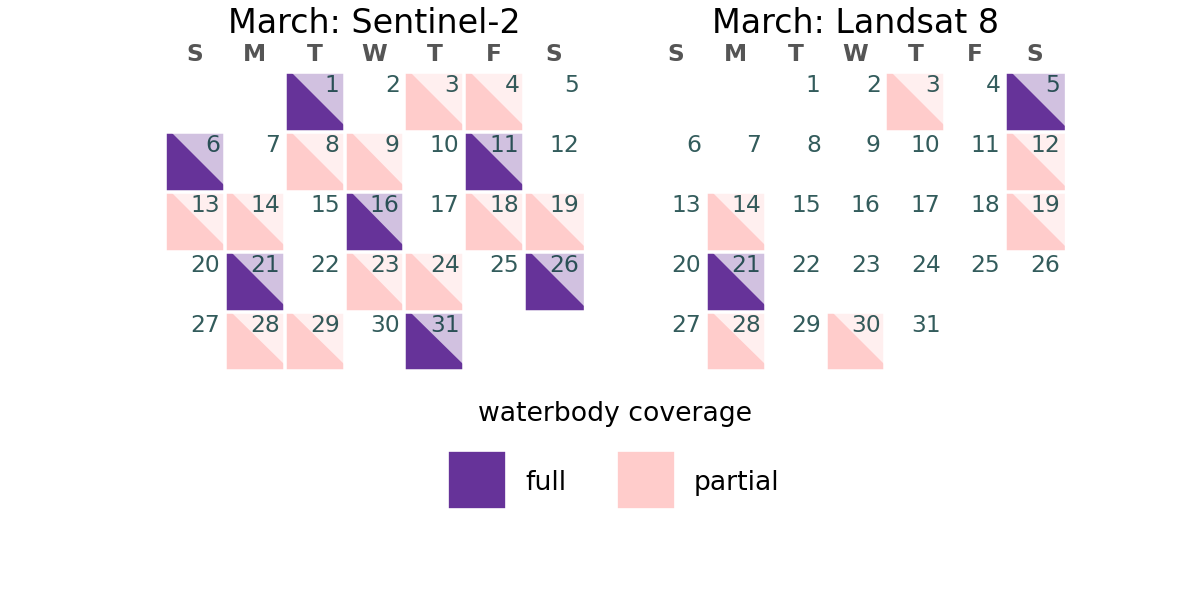 March: Sentinel-2
S M T W T F S
1 2 3 4 5
6 7 8 9 10 11 12
13 14 15 16 17 18 19
20 21 22 23 24 25 26
27 28 29 30 31
March: Landsat 8
S M T W T F S
1 2 3 4 5
6 7 8 9 10 11 12
13 14 15 16 17 18 19
20 21 22 23 24 25 26
27 28 29 30 31
waterbody coverage
full partial